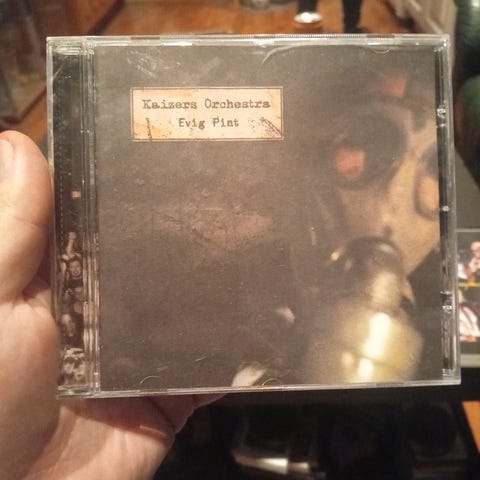 Kaizers Orchestra
Evig Pint